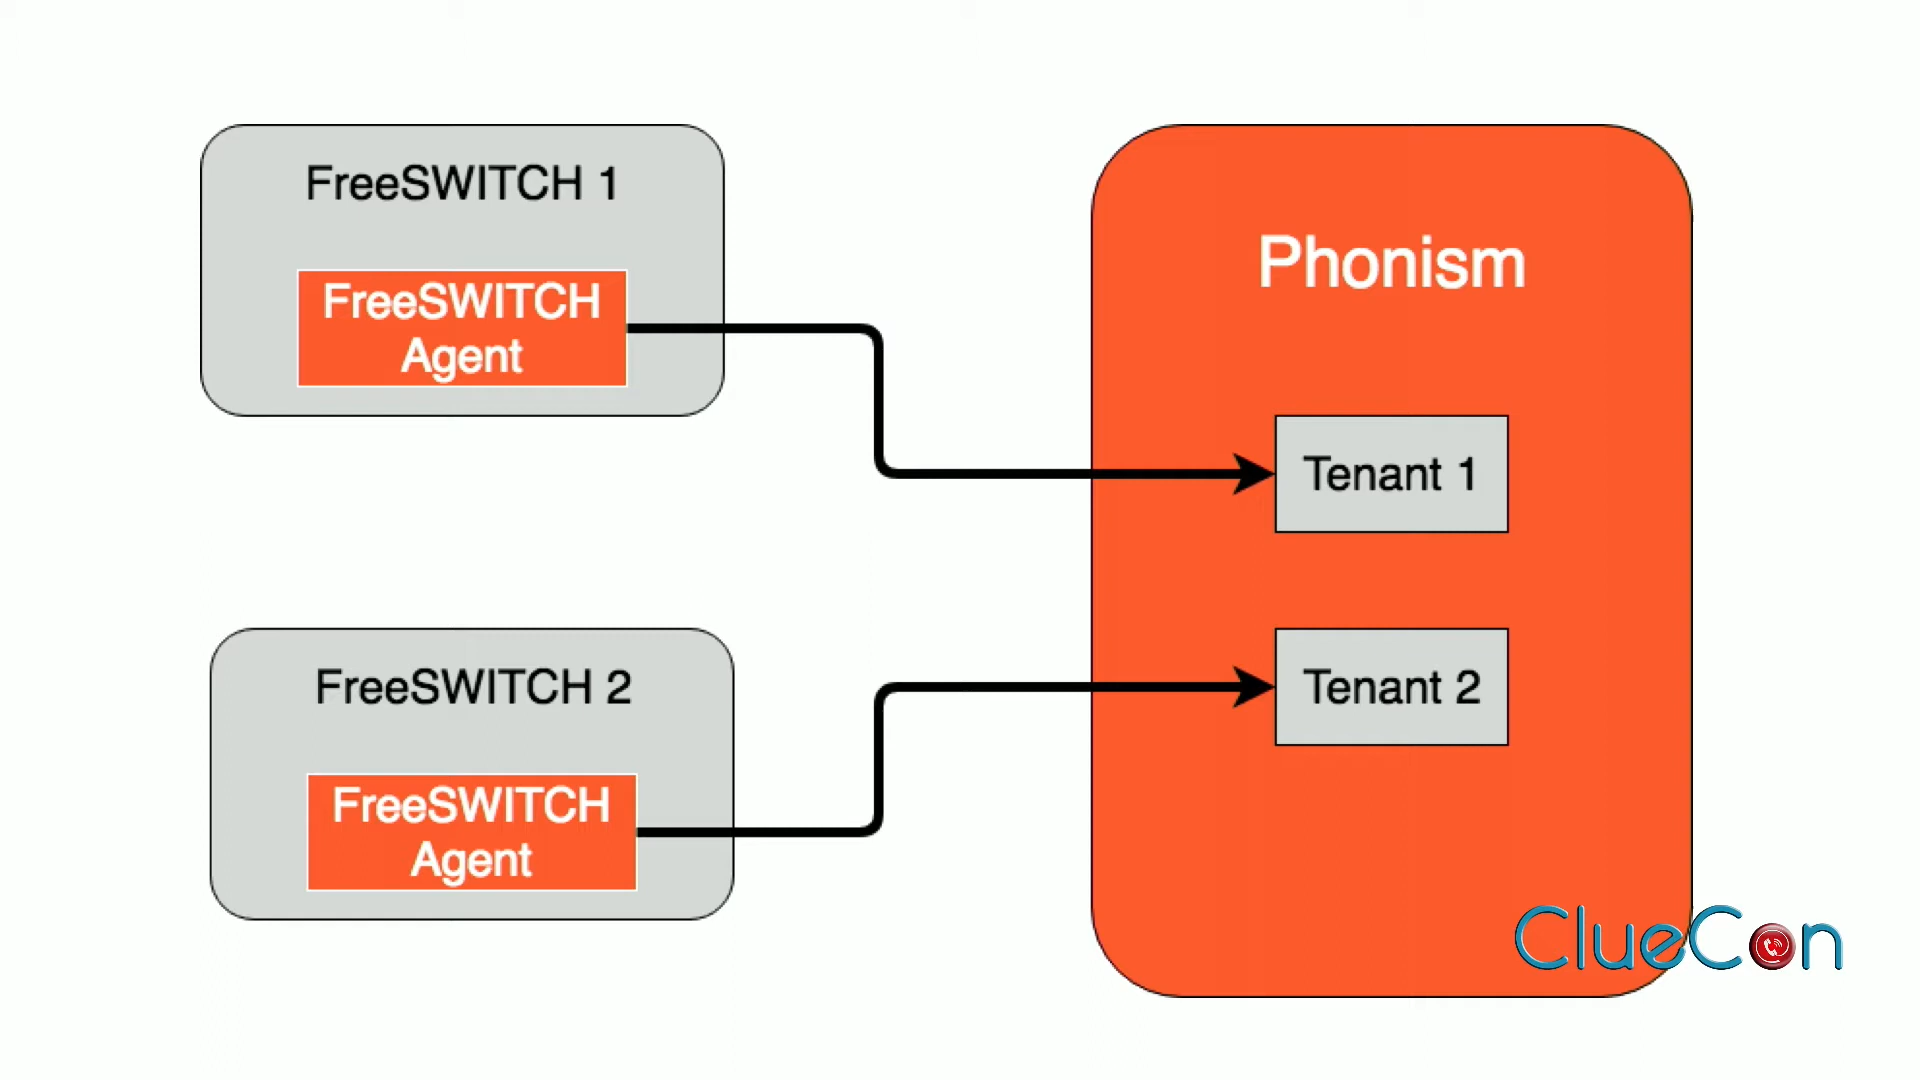 FreeSWITCH 1
FreeSWITCH
Agent
Phonism
Tenant 1
FreeSWITCH 2
FreeSWITCH
Agent
Tenant 2
ClueCon